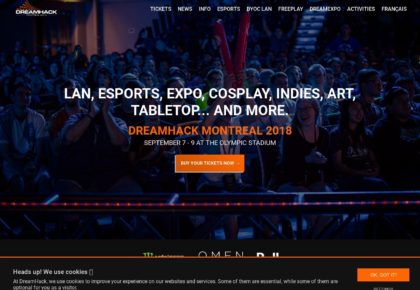 DREAMHACK
TICKETS NEWS INFO ESPORTS BYOC LAN FREEPLAY DREAMEXPO ACTIVITIES FRANÇAIS
LAN, ESPORTS, EXPO, COSPLAY, INDIES, ART,
TABLETOP... AND MORE.
DREAMHACK MONTREAL 2018
SEPTEMBER 7 - 9 AT THE OLYMPIC STADIUM
BUY YOUR TICKETS NOW
OMEN
Heads up! We use cookies
OK, GOT IT!
At DreamHack, we use cookies to improve your experience on our websites and services. Some of them are essential, while some of them are
optional for you as a visitor.